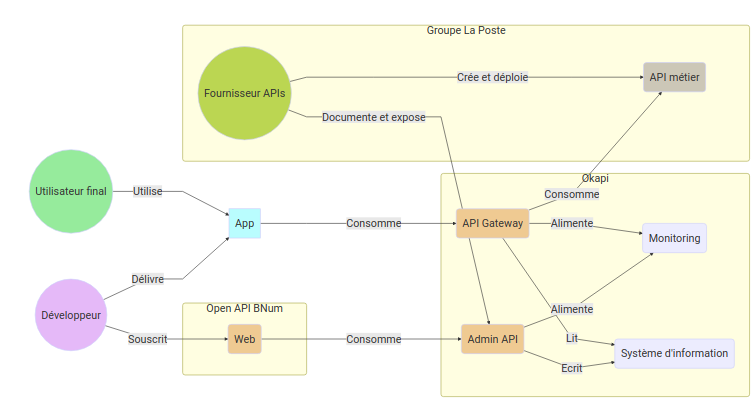 Groupe La Poste
Fournisseur APIs
Crée et déploie
API métier
Documente et expose
Okapi
Utilisateur final
Utilise
Consomme
App
Consomme
API Gateway
Alimente
Monitoring
Délivre
Développeur
Open API BNum
Alimente
Souscrit
Web
Consomme
Admin API
Lit
Système d'information
Ecrit